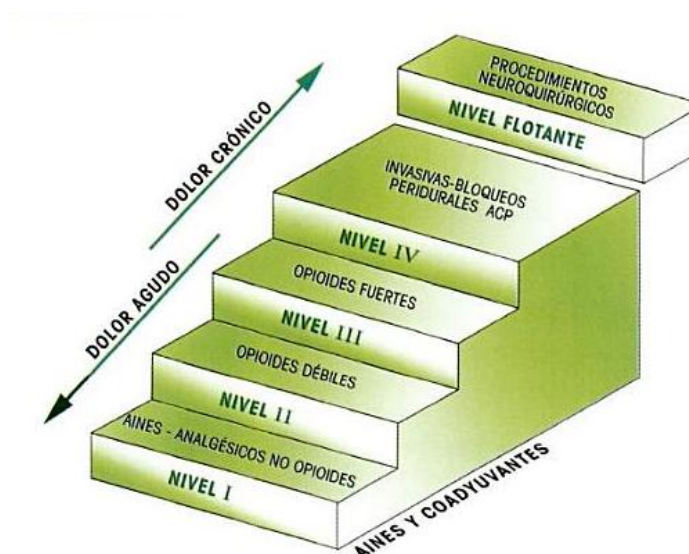 PROCEDIMIENTOS
NEUROQUIRÚRGICOS
NIVEL FLOTANTE
INVASIVAS-BLOQUEOS
PERIDURALES ACP
NIVEL IV
OPIOIDES FUERTES
NIVEL III
OPIOIDES DÉBILES
NIVEL II
AINES - ANALGÉSICOS NO OPIOIDES
NIVEL I
DOLOR CRÓNICO
DOLOR AGUDO
AINES Y COADYUVANTES